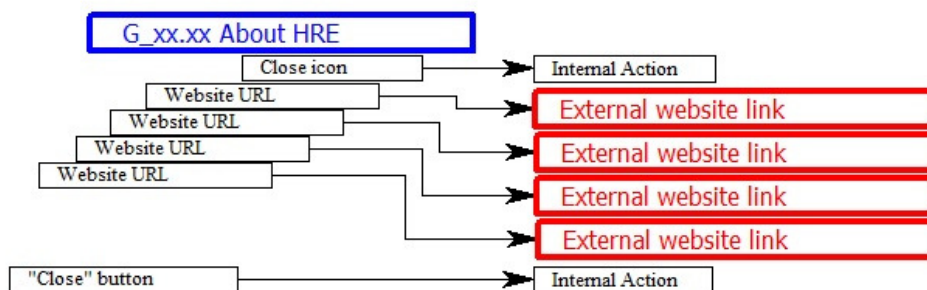 G_xx.xx About HRE
Close icon
Internal Action
Website URL
External website link
Website URL
External website link
Website URL
External website link
Website URL
External website link
"Close" button
Internal Action